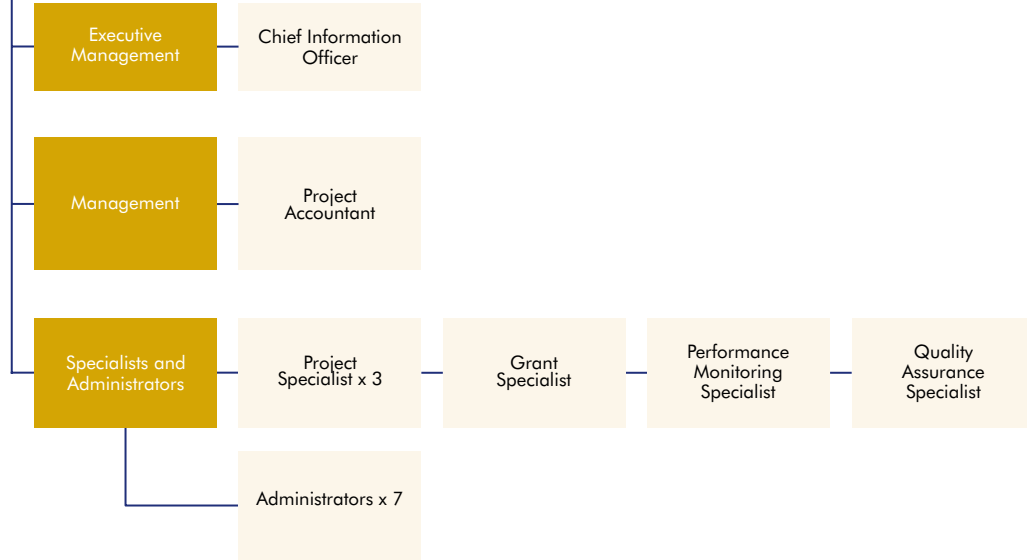 Executive
Management
Chief Information
Officer
Management
Project
Accountant
Specialists and
Administrators
Project
Specialist x 3
Grant
Specialist
Performance
Monitoring
Specialist
Quality
Assurance
Specialist
Administrators x 7